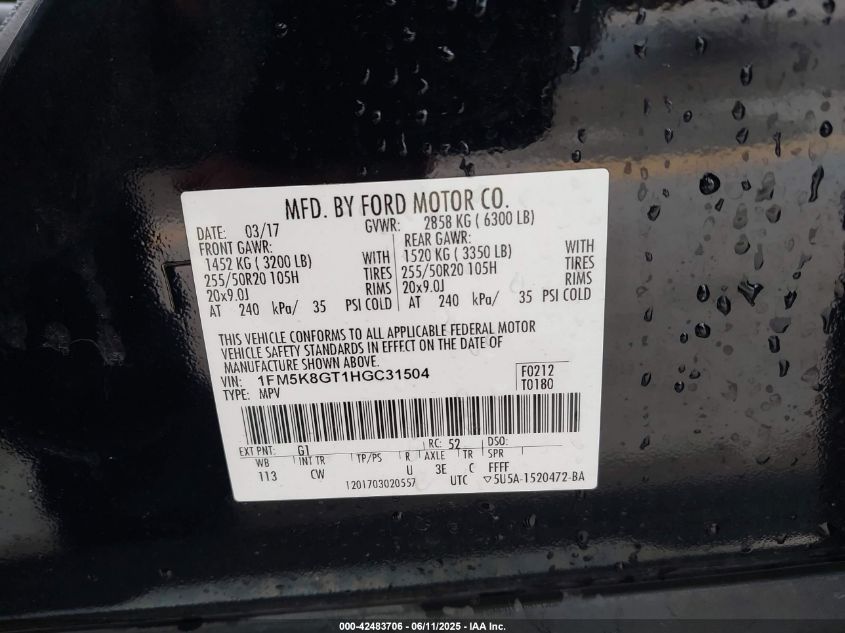 MFD. BY FORD MOTOR CO.
DATE: 03/17 GVWR: 2858 KG ( 6300 LB)
FRONT GAWR: REAR GAWR:
1452 KG ( 3200 LB) WITH 1520 KG ( 3350 LB) WITH
255/50R20 105H TIRES 255/50R20 105H TIRES
20x9.0J RIMS 20x9.0J RIMS
AT 240 kPa/ 35 PSI COLD AT 240 kPa/ 35 PSI COLD
THIS VEHICLE CONFORMS TO ALL APPLICABLE FEDERAL MOTOR
VEHICLE SAFETY STANDARDS IN EFFECT ON THE DATE OF
MANUFACTURE SHOWN ABOVE.
VIN: 1FM5K8GT1HGC31504 F0212
TYPE: MPV T0180
EXT PNT: G1 RC: 52 DSO:
WB INT TR TP/PS R AXLE TR SPR
113 CW U 3E C FFFF
1201703020557 UTC ▽5U5A-1520472-BA
000-42483706 - 06/11/2025 - IAA Inc.